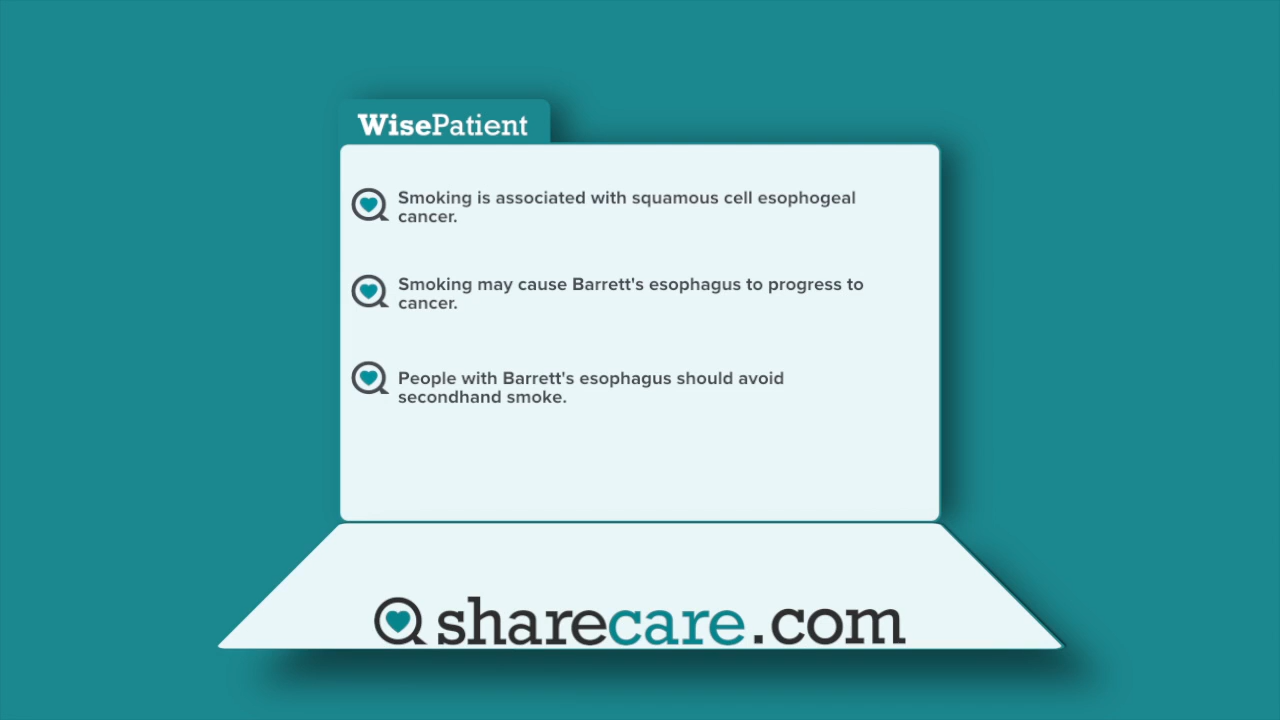 WisePatient
Smoking is associated with squamous cell esophogeal
cancer.
Smoking may cause Barrett's esophagus to progress to
cancer.
People with Barrett's esophagus should avoid
secondhand smoke.
sharecare.com